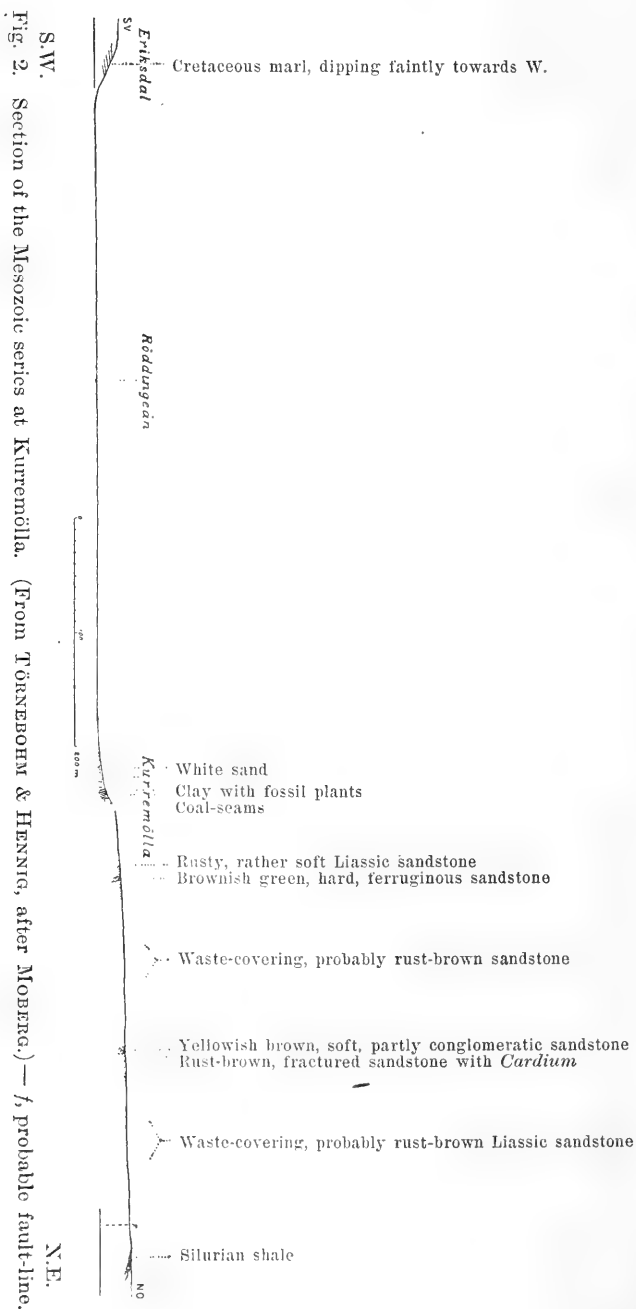 SV
Eriksdal
Cretaceous marl, dipping faintly towards W.
Röddingeån
0
100
200 m
Kurremölla
White sand
Clay with fossil plants
Coal-seams
Rusty, rather soft Liassic sandstone
Brownish green, hard, ferruginous sandstone
Waste-covering, probably rust-brown sandstone
Yellowish brown, soft, partly conglomeratic sandstone
Rust-brown, fractured sandstone with Cardium
Waste-covering, probably rust-brown Liassic sandstone
Silurian shale
NO
S.W.
N.E.
Fig. 2. Section of the Mesozoic series at Kurremölla. (From TÖRNEBOHM & HENNIG, after MOBERG.)— f, probable fault-line.